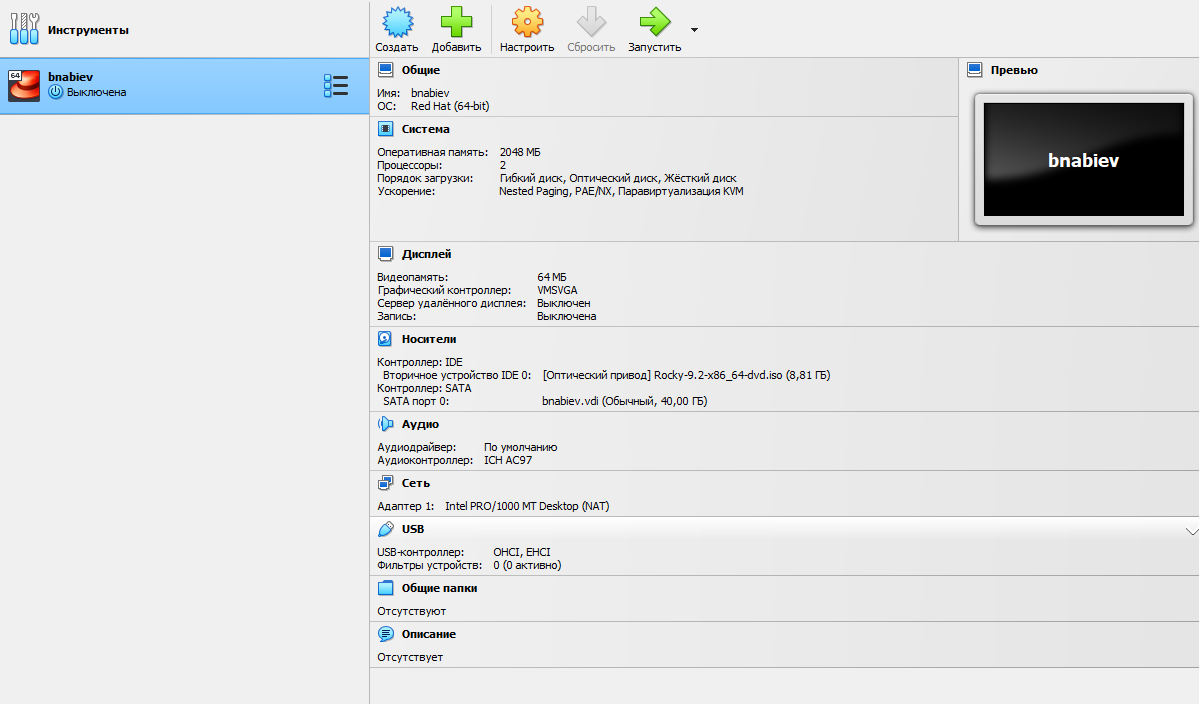 Инструменты
Создать Добавить Настроить Сбросить Запустить
64 bnabiev
Выключена
Общие
Имя: bnabiev
ОС: Red Hat (64-bit)
Превью
bnabiev
Система
Оперативная память: 2048 МБ
Процессоры: 2
Порядок загрузки: Гибкий диск, Оптический диск, Жёсткий диск
Ускорение: Nested Paging, PAE/NX, Паравиртуализация KVM
Дисплей
Видеопамять: 64 МБ
Графический контроллер: VMSVGA
Сервер удалённого дисплея: Выключен
Запись: Выключена
Носители
Контроллер: IDE
Вторичное устройство IDE 0: [Оптический привод] Rocky-9.2-x86_64-dvd.iso (8,81 ГБ)
Контроллер: SATA
SATA порт 0: bnabiev.vdi (Обычный, 40,00 ГБ)
Аудио
Аудиодрайвер: По умолчанию
Аудиоконтроллер: ICH AC97
Сеть
Адаптер 1: Intel PRO/1000 MT Desktop (NAT)
USB
USB-контроллер: OHCI, EHCI
Фильтры устройств: 0 (0 активно)
Общие папки
Отсутствуют
Описание
Отсутствует